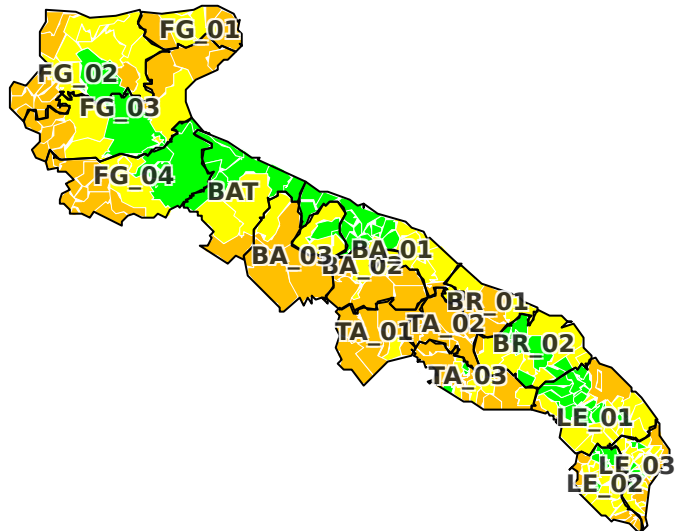 FG_01
FG_02
FG_03
FG_04
BAT
BA_01
BA_02
BA_03
BR_01
TA_01
TA_02
BR_02
TA_03
LE_01
LE_03
LE_02